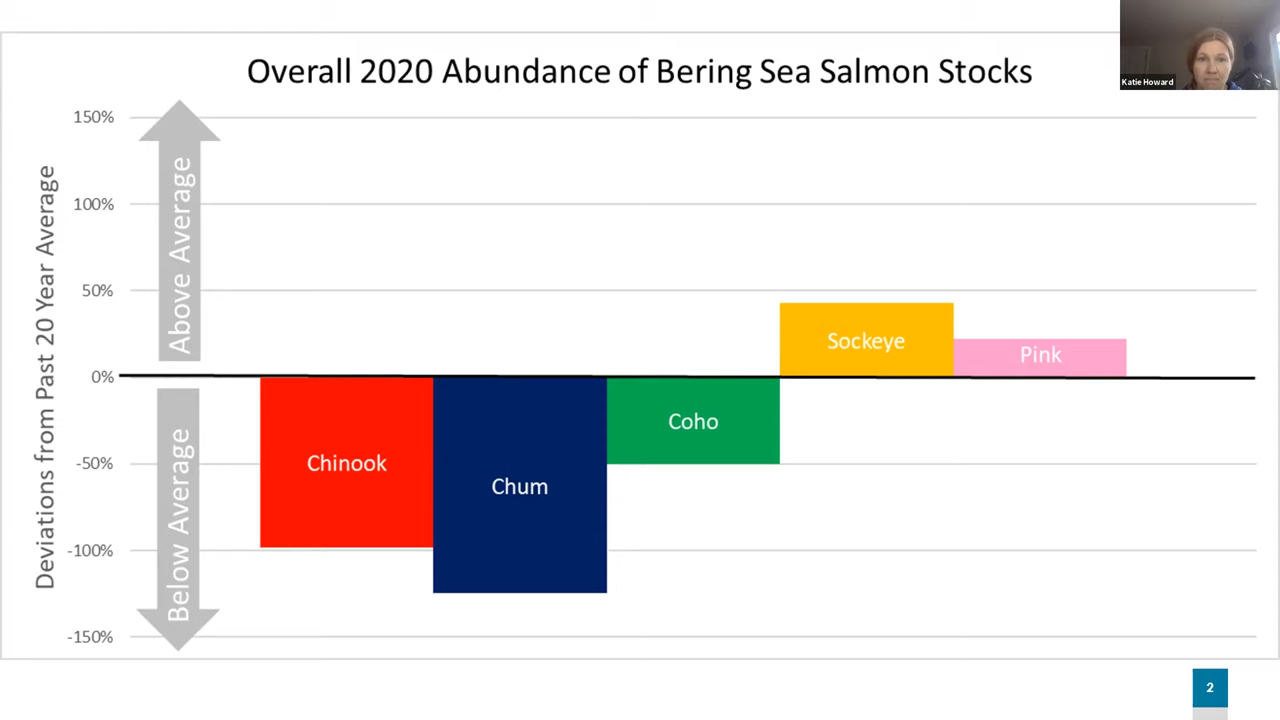 Overall 2020 Abundance of Bering Sea Salmon Stocks
Katie Howard
Deviations from Past 20 Year Average
150%
100%
50%
0%
-50%
-100%
-150%
Above Average
Below Average
Chinook
Chum
Coho
Sockeye
Pink
2